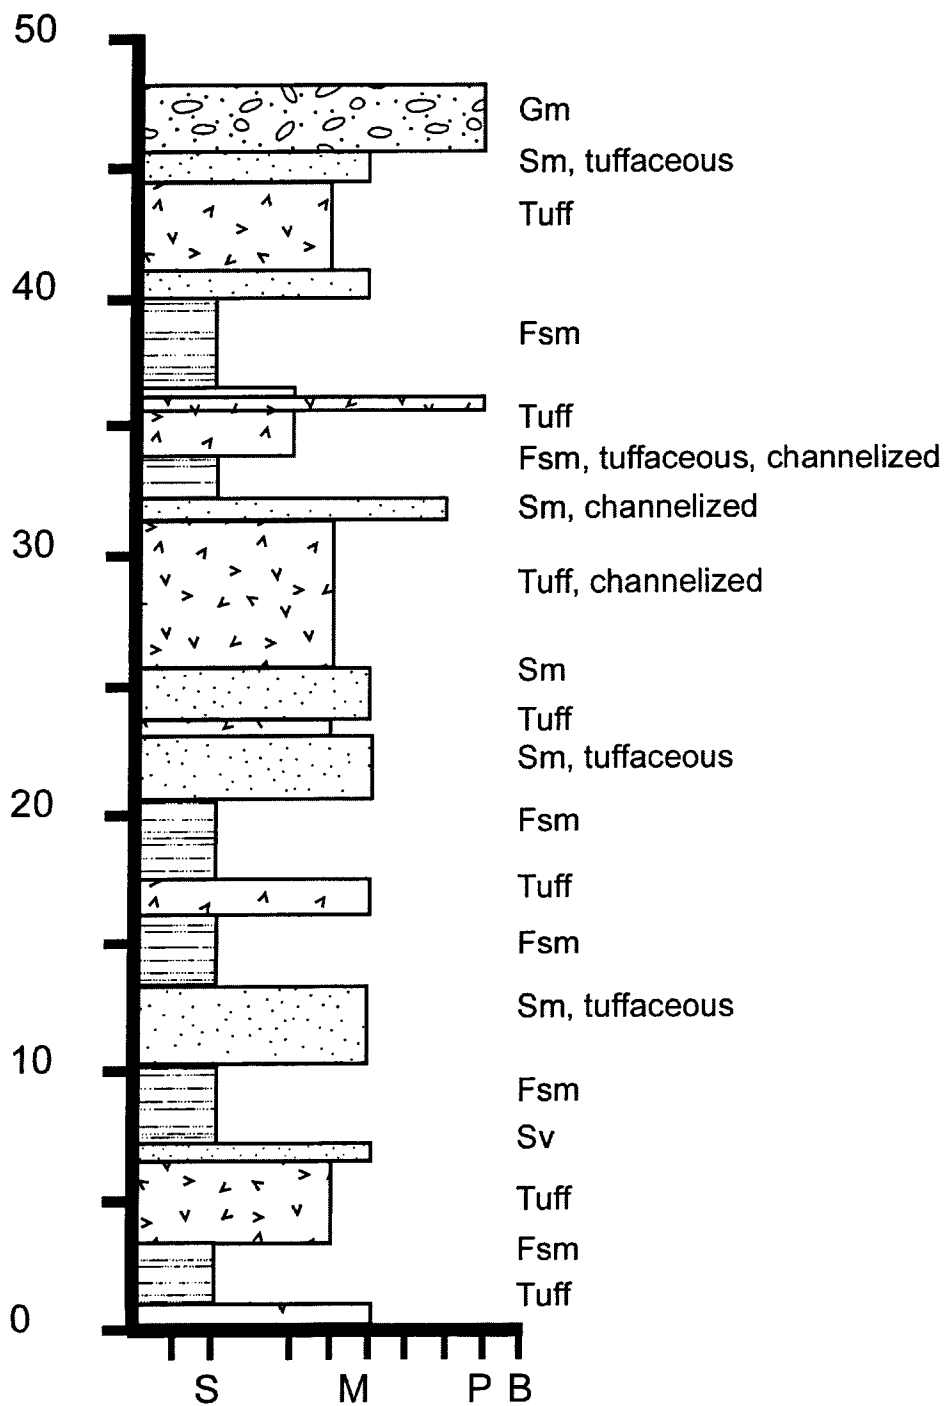 50
Gm
Sm, tuffaceous
Tuff
40
Fsm
Tuff
Fsm, tuffaceous, channelized
Sm, channelized
30
Tuff, channelized
Sm
Tuff
Sm, tuffaceous
20
Fsm
Tuff
Fsm
Sm, tuffaceous
10
Fsm
Sv
Tuff
Fsm
Tuff
0
S M P B